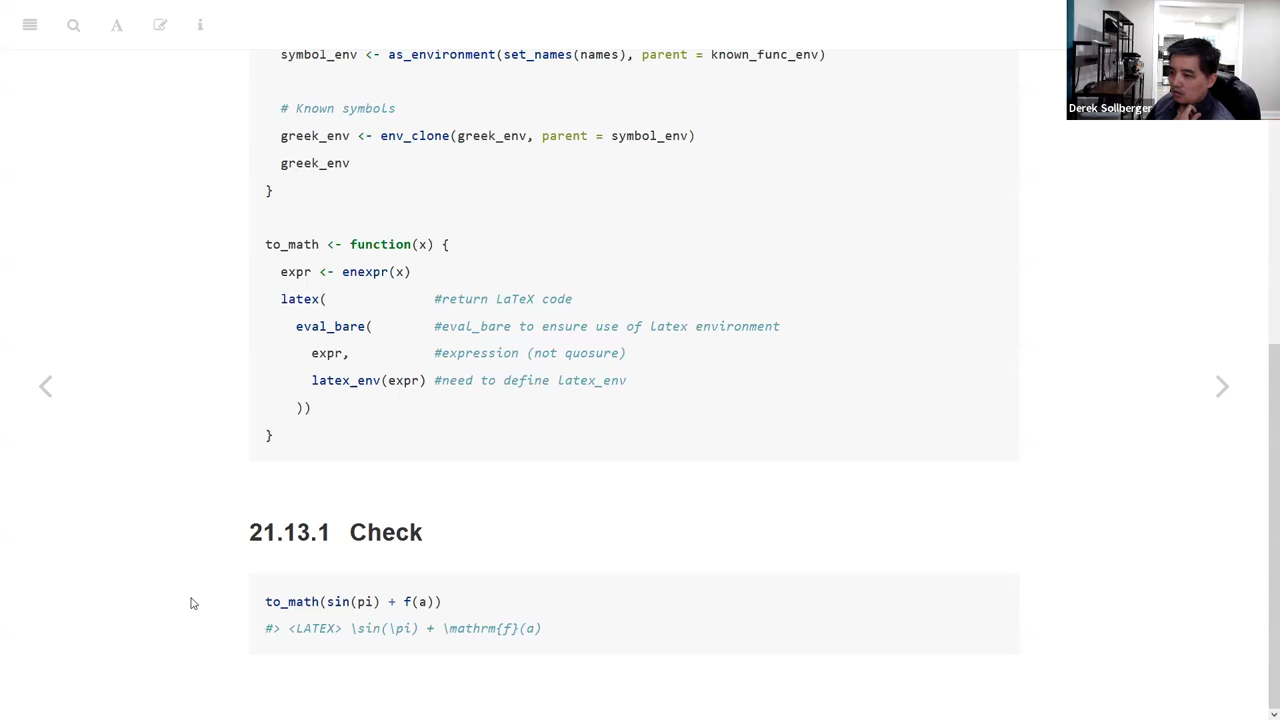 Derek Sollberger
symbol_env <- as_environment(set_names(names), parent = known_func_env)
# Known symbols
greek_env <- env_clone(greek_env, parent = symbol_env)
greek_env
}
to_math <- function(x) {
expr <- enexpr(x)
latex( #return LaTeX code
eval_bare( #eval_bare to ensure use of latex environment
expr, #expression (not quosure)
latex_env(expr) #need to define latex_env
))
}
21.13.1 Check
to_math(sin(pi) + f(a))
#> <LATEX> \sin(\pi) + \mathrm{f}(a)